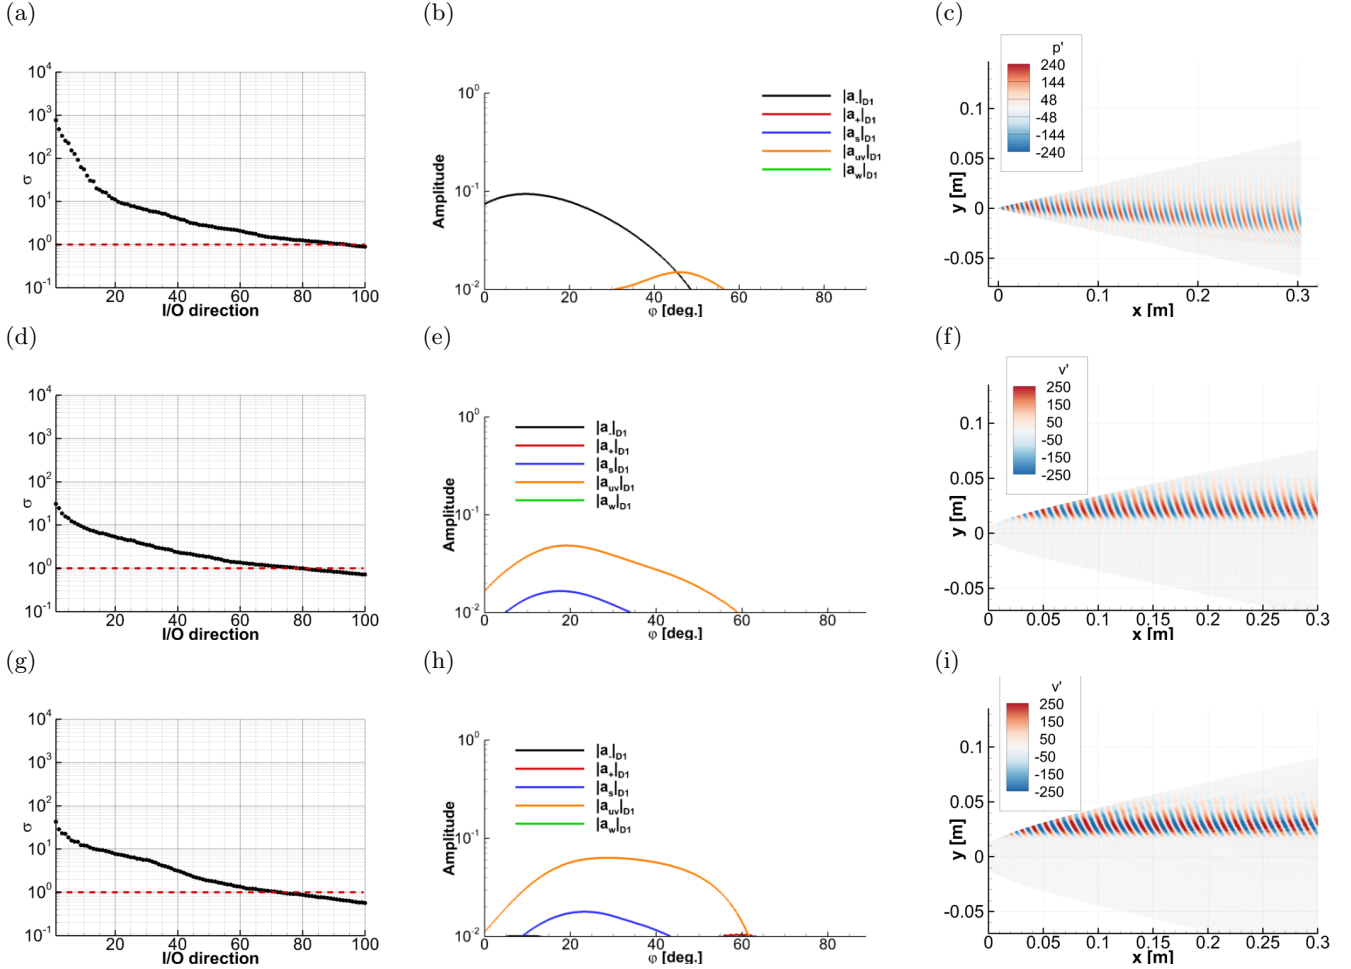 (a)
(b)
(c)
10^4
10^3
10^2
10^1
10^0
10^-1
σ
20 40 60 80 100
I/O direction
10^0
10^-1
10^-2
Amplitude
0 20 40 60 80
φ [deg.]
|a_-|_D1
|a_+|_D1
|a_s|_D1
|a_uv|_D1
|a_w|_D1
p'
240
144
48
-48
-144
-240
0.1
0.05
0
-0.05
y [m]
0 0.1 0.2 0.3
x [m]
(d)
(e)
(f)
10^4
10^3
10^2
10^1
10^0
10^-1
σ
20 40 60 80 100
I/O direction
10^0
10^-1
10^-2
Amplitude
0 20 40 60 80
φ [deg.]
|a_-|_D1
|a_+|_D1
|a_s|_D1
|a_uv|_D1
|a_w|_D1
v'
250
150
50
-50
-150
-250
0.1
0.05
0
-0.05
y [m]
0 0.05 0.1 0.15 0.2 0.25 0.3
x [m]
(g)
(h)
(i)
10^4
10^3
10^2
10^1
10^0
10^-1
σ
20 40 60 80 100
I/O direction
10^0
10^-1
10^-2
Amplitude
0 20 40 60 80
φ [deg.]
|a_-|_D1
|a_+|_D1
|a_s|_D1
|a_uv|_D1
|a_w|_D1
v'
250
150
50
-50
-150
-250
0.1
0.05
0
-0.05
y [m]
0 0.05 0.1 0.15 0.2 0.25 0.3
x [m]